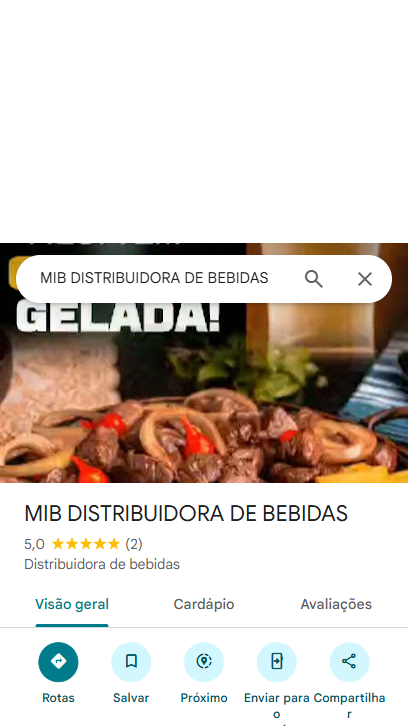 MIB DISTRIBUIDORA DE BEBIDAS
GELADA!
MIB DISTRIBUIDORA DE BEBIDAS
5,0 ★★★★★ (2)
Distribuidora de bebidas
Visão geral Cardápio Avaliações
Rotas Salvar Próximo Enviar para o Compartilhar